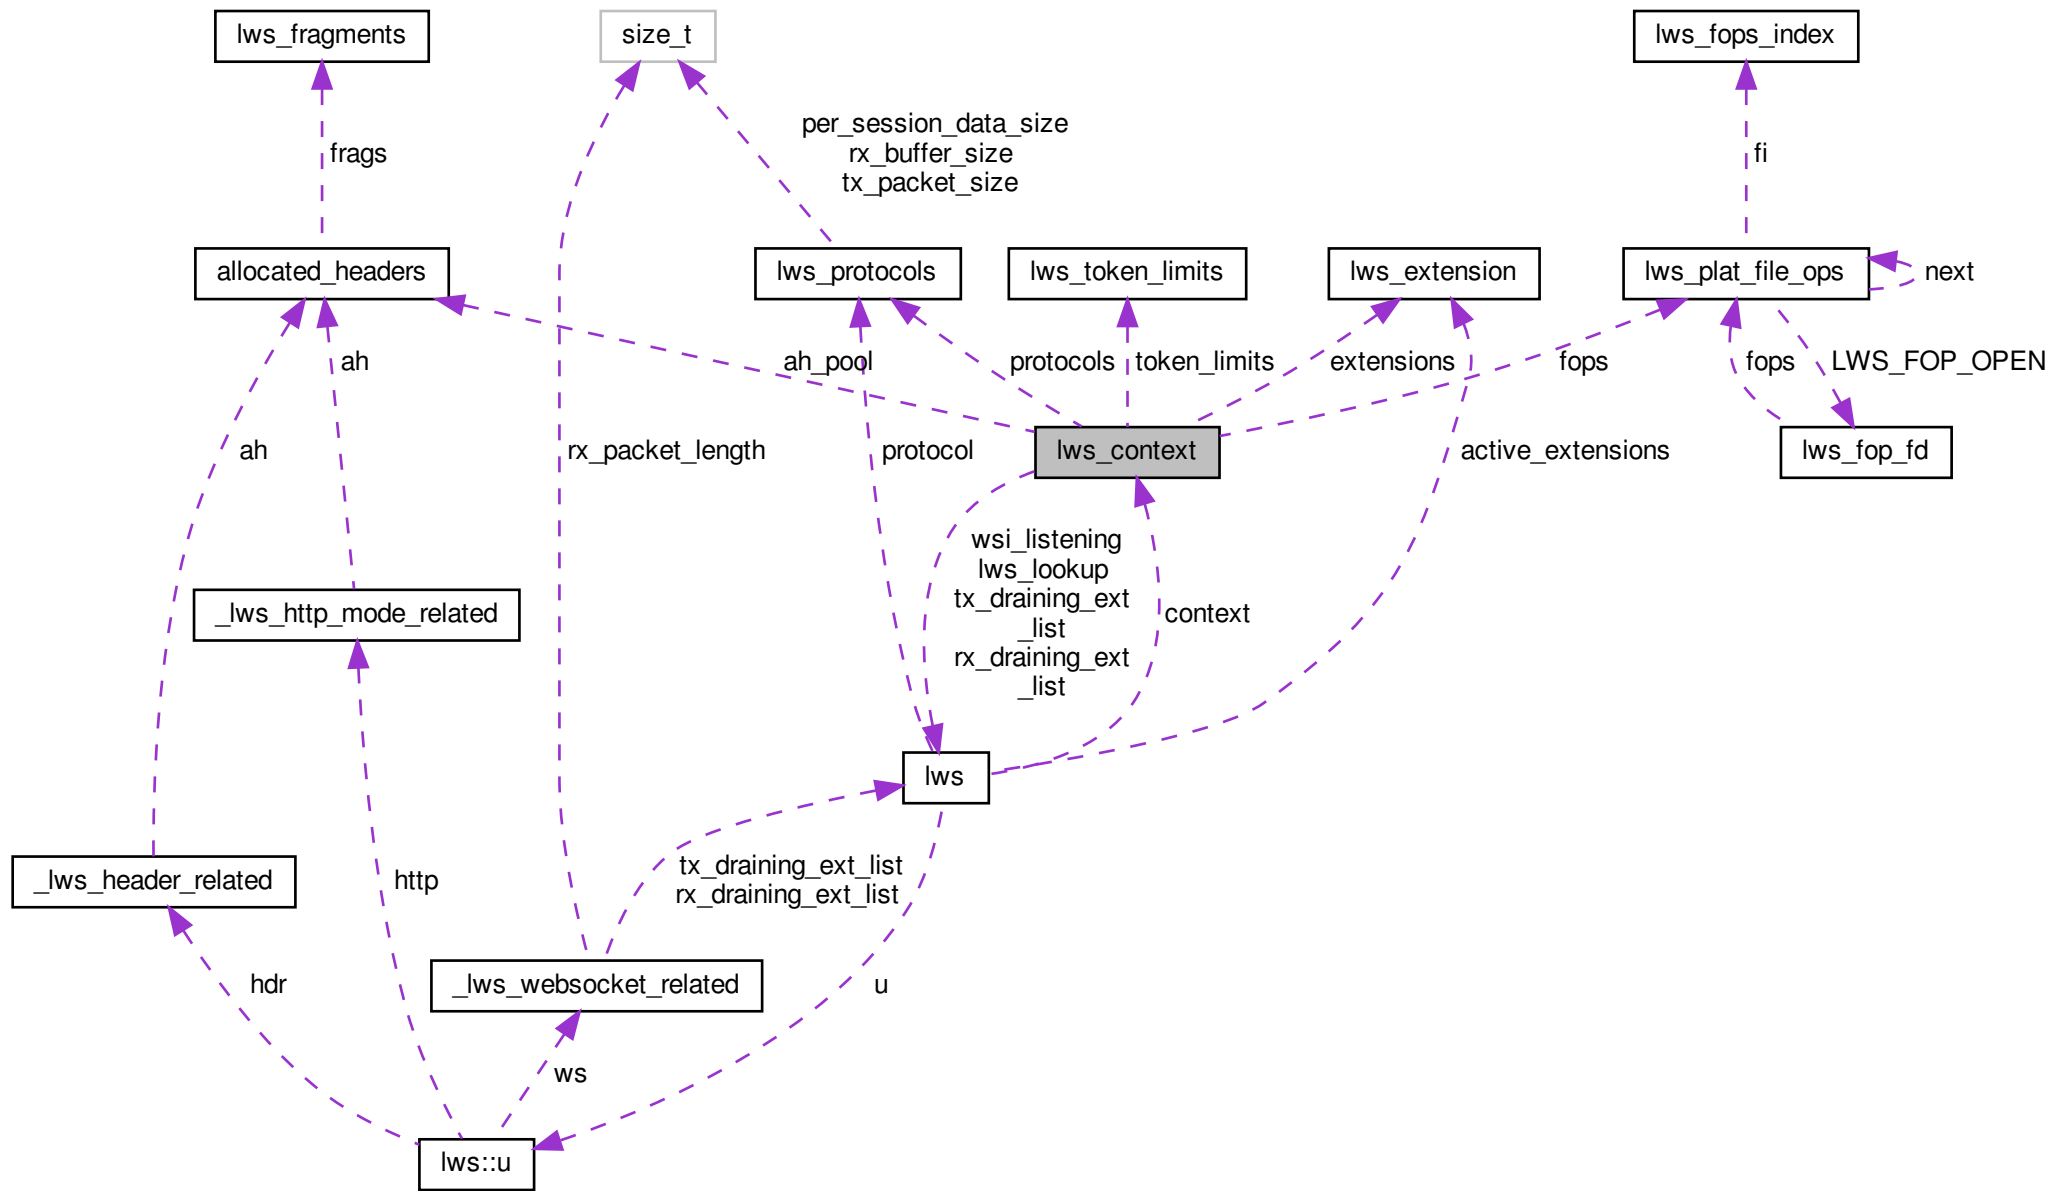 lws_fragments
size_t
lws_fops_index
per_session_data_size
rx_buffer_size
tx_packet_size
frags
fi
allocated_headers
lws_protocols
lws_token_limits
lws_extension
lws_plat_file_ops
next
ah
ah_pool
protocols
token_limits
extensions
fops
fops
LWS_FOP_OPEN
ah
rx_packet_length
protocol
lws_context
active_extensions
lws_fop_fd
wsi_listening
lws_lookup
tx_draining_ext
_list
rx_draining_ext
_list
_lws_http_mode_related
context
lws
tx_draining_ext_list
rx_draining_ext_list
_lws_header_related
http
hdr
_lws_websocket_related
u
ws
lws::u